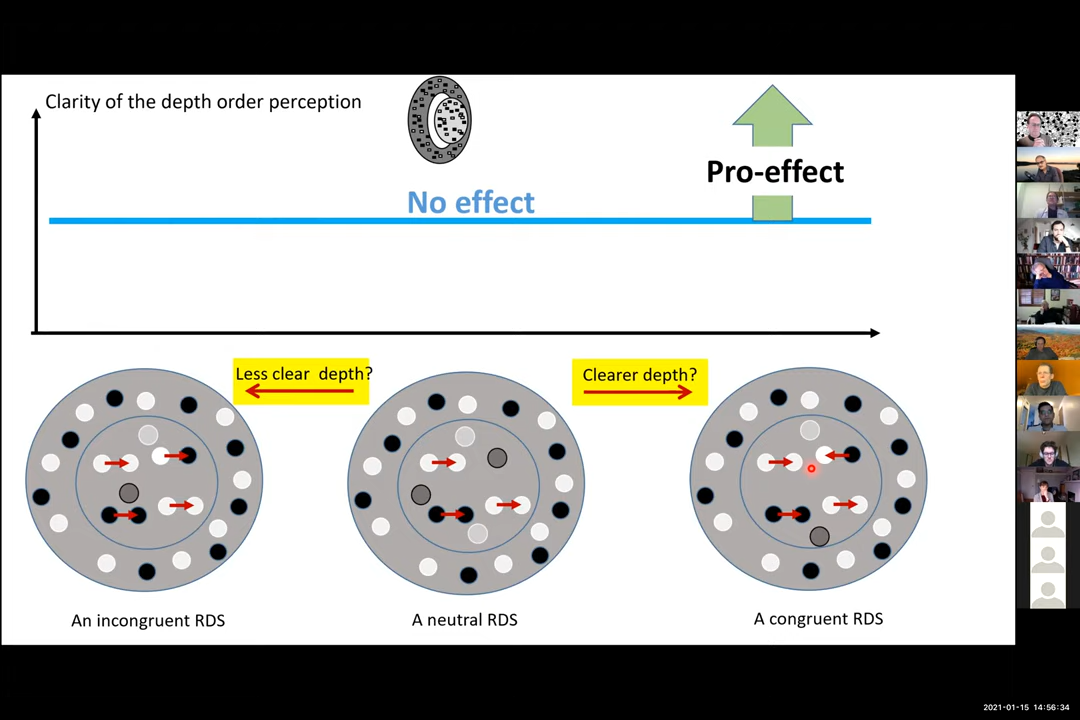 Clarity of the depth order perception
No effect
Pro-effect
Less clear depth?
Clearer depth?
An incongruent RDS
A neutral RDS
A congruent RDS
2021-01-15 14:56:34